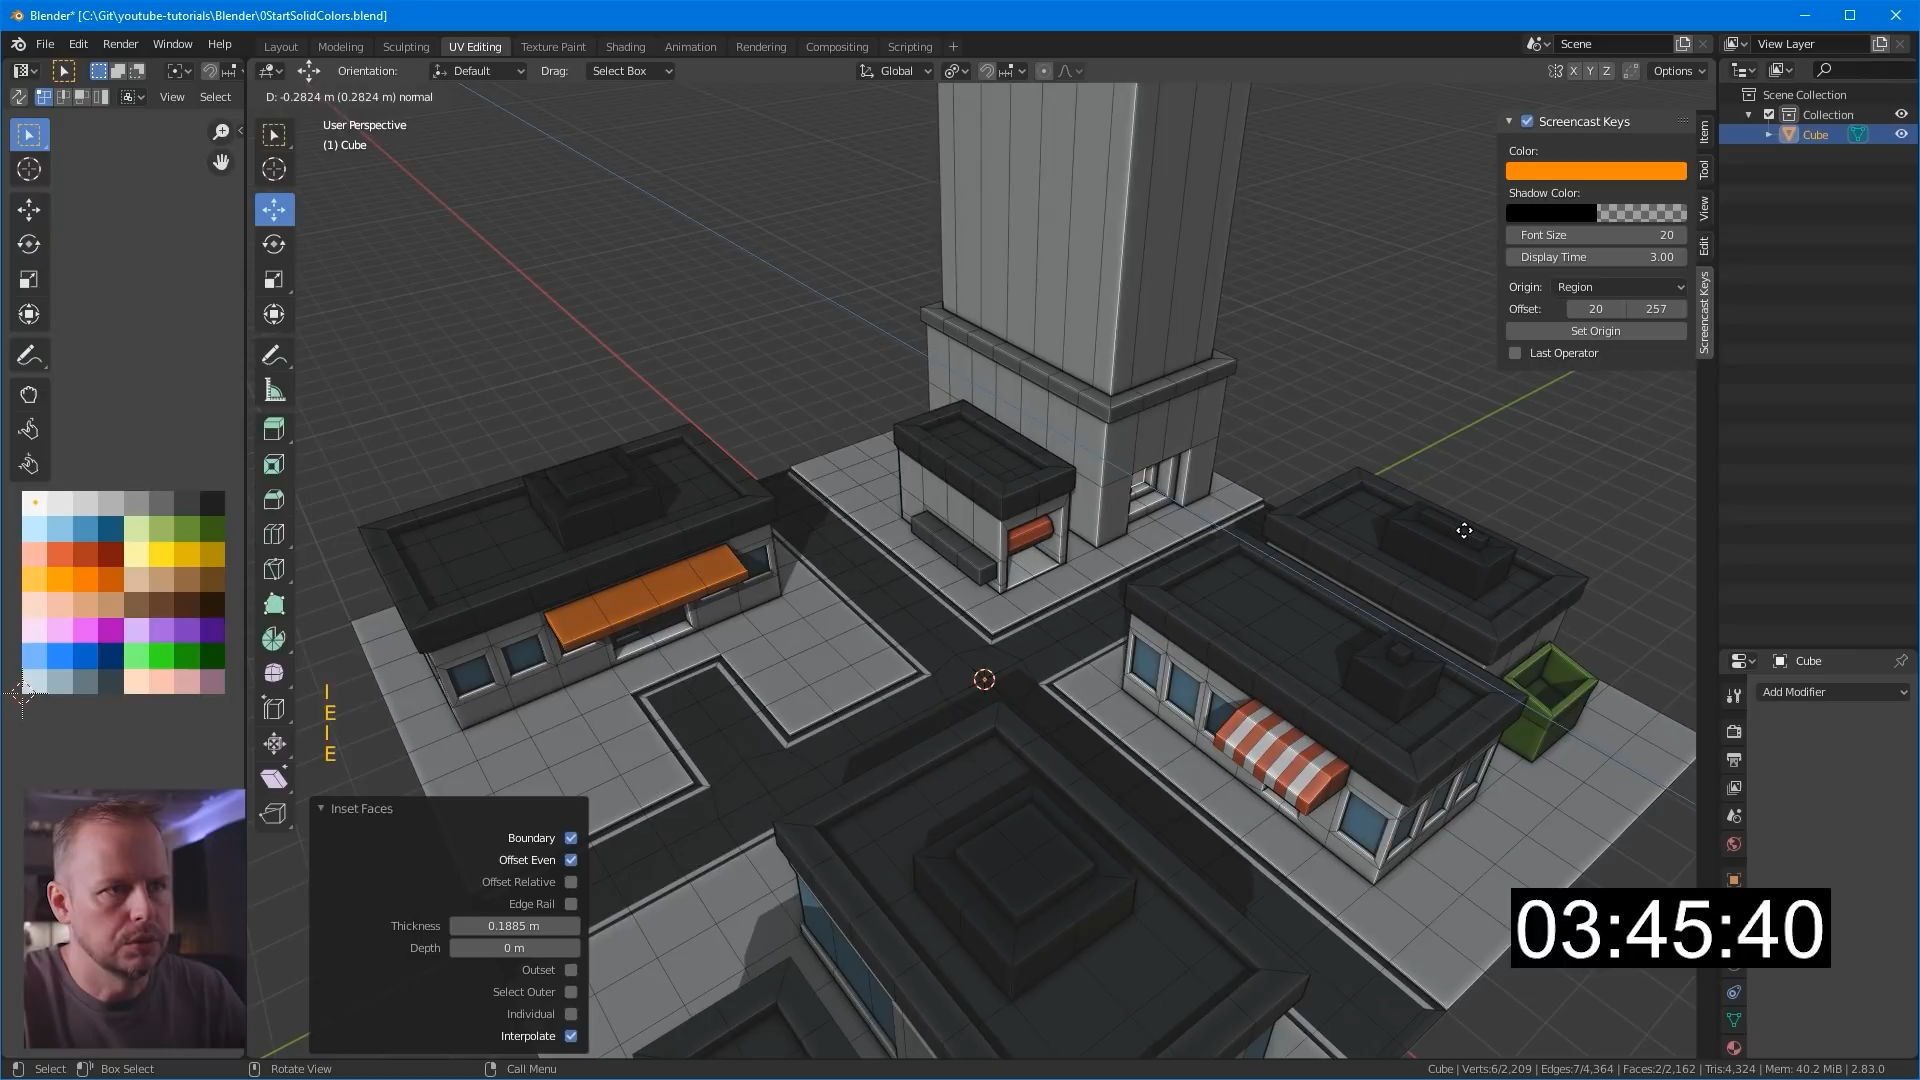 Blender* [C:\Git\youtube-tutorials\Blender\0StartSolidColors.blend]
File Edit Render Window Help
Layout Modeling Sculpting UV Editing Texture Paint Shading Animation Rendering Compositing Scripting +
Scene
View Layer
Orientation: Default Drag: Select Box
Global
X Y Z Options
View Select
D: -0.2824 m (0.2824 m) normal
User Perspective
(1) Cube
Screencast Keys
Color:
Shadow Color:
Font Size 20
Display Time 3.00
Origin: Region
Offset: 20 257
Set Origin
Last Operator
Item
Tool
View
Edit
Screencast Keys
Scene Collection
Collection
Cube
Cube
Add Modifier
I
E
I
E
Inset Faces
Boundary
Offset Even
Offset Relative
Edge Rail
Thickness 0.1885 m
Depth 0 m
Outset
Select Outer
Individual
Interpolate
03:45:40
Select Box Select Rotate View Call Menu
Cube | Verts:6/2,209 | Edges:7/4,364 | Faces:2/2,162 | Tris:4,324 | Mem: 40.2 MiB | 2.83.0